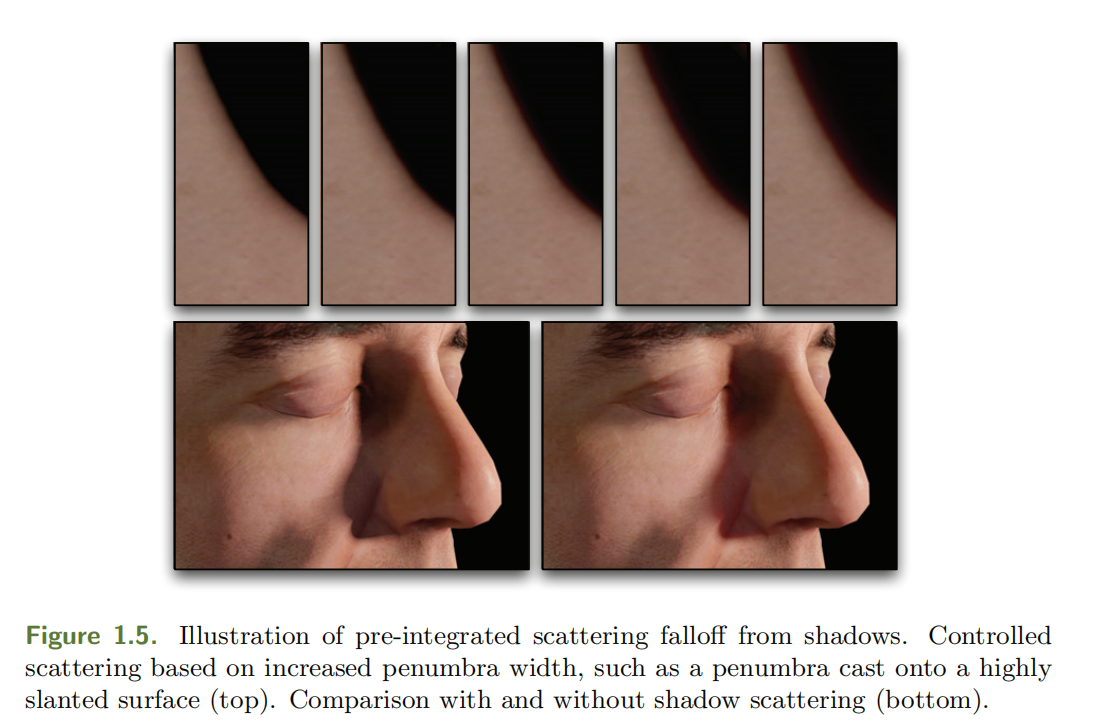 Figure 1.5. Illustration of pre-integrated scattering falloff from shadows. Controlled
scattering based on increased penumbra width, such as a penumbra cast onto a highly
slanted surface (top). Comparison with and without shadow scattering (bottom).